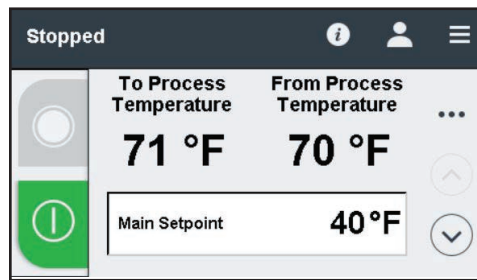 Stopped
To Process
Temperature
From Process
Temperature
71 °F
70 °F
Main Setpoint
40°F